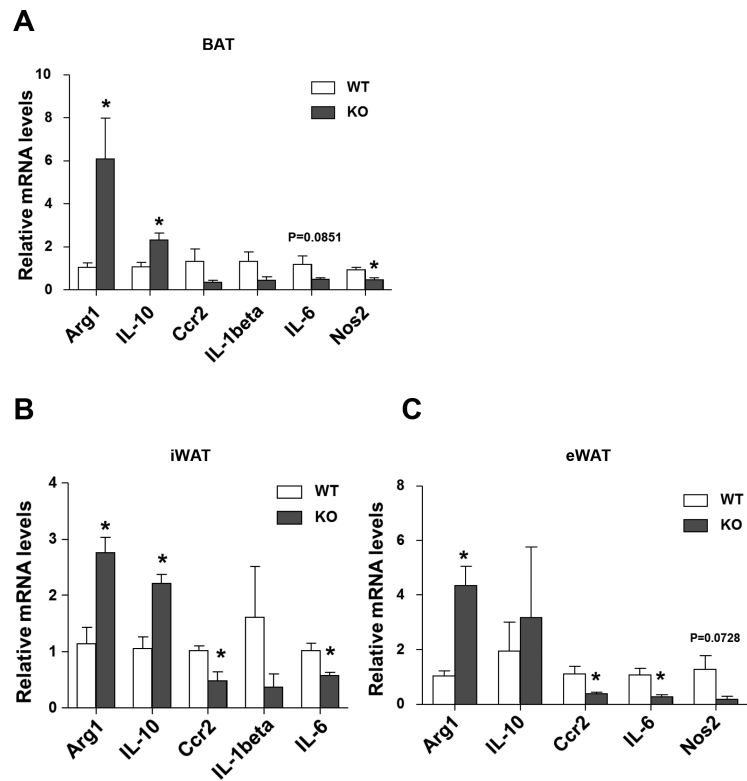 A
BAT
Relative mRNA levels
10
8
6
4
2
0
WT
KO
*
*
P=0.0851
*
Arg1
IL-10
Ccr2
IL-1beta
IL-6
Nos2
B
iWAT
Relative mRNA levels
4
3
2
1
0
WT
KO
*
*
*
*
Arg1
IL-10
Ccr2
IL-1beta
IL-6
C
eWAT
Relative mRNA levels
8
6
4
2
0
WT
KO
*
*
*
P=0.0728
Arg1
IL-10
Ccr2
IL-6
Nos2